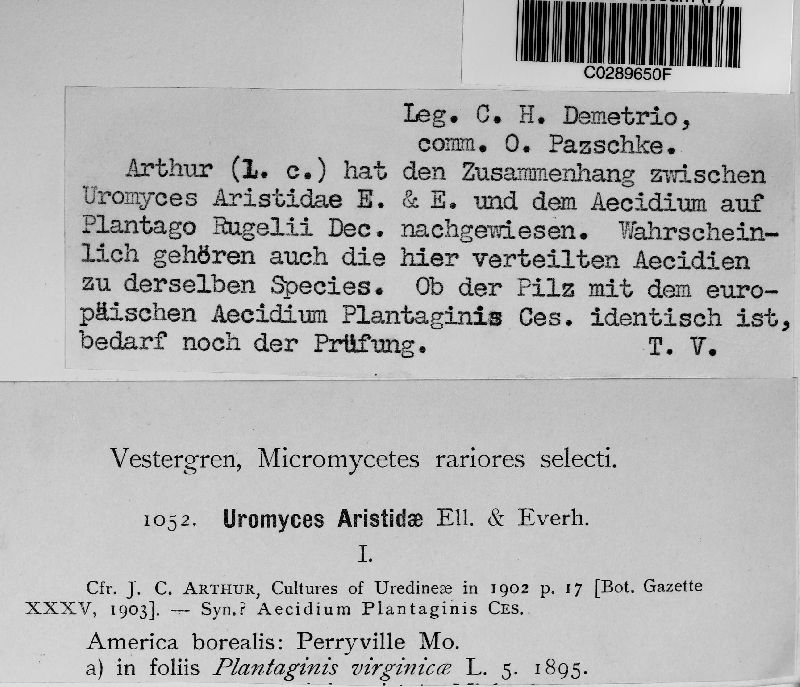 C0289650F
Leg. C. H. Demetrio,
comm. O. Pazschke.
Arthur (l. c.) hat den Zusammenhang zwischen
Uromyces Aristidae E. & E. und dem Aecidium auf
Plantago Rugelii Dec. nachgewiesen. Wahrschein-
lich gehören auch die hier verteilten Aecidien
zu derselben Species. Ob der Pilz mit dem euro-
päischen Aecidium Plantaginis Ces. identisch ist,
bedarf noch der Prüfung. T. V.
Vestergren, Micromycetes rariores selecti.
1052. Uromyces Aristidæ Ell. & Everh.
I.
Cfr. J. C. ARTHUR, Cultures of Uredineæ in 1902 p. 17 [Bot. Gazette
XXXV, 1903]. — Syn.? Aecidium Plantaginis CES.
America borealis: Perryville Mo.
a) in foliis Plantaginis virginicæ L. 5. 1895.